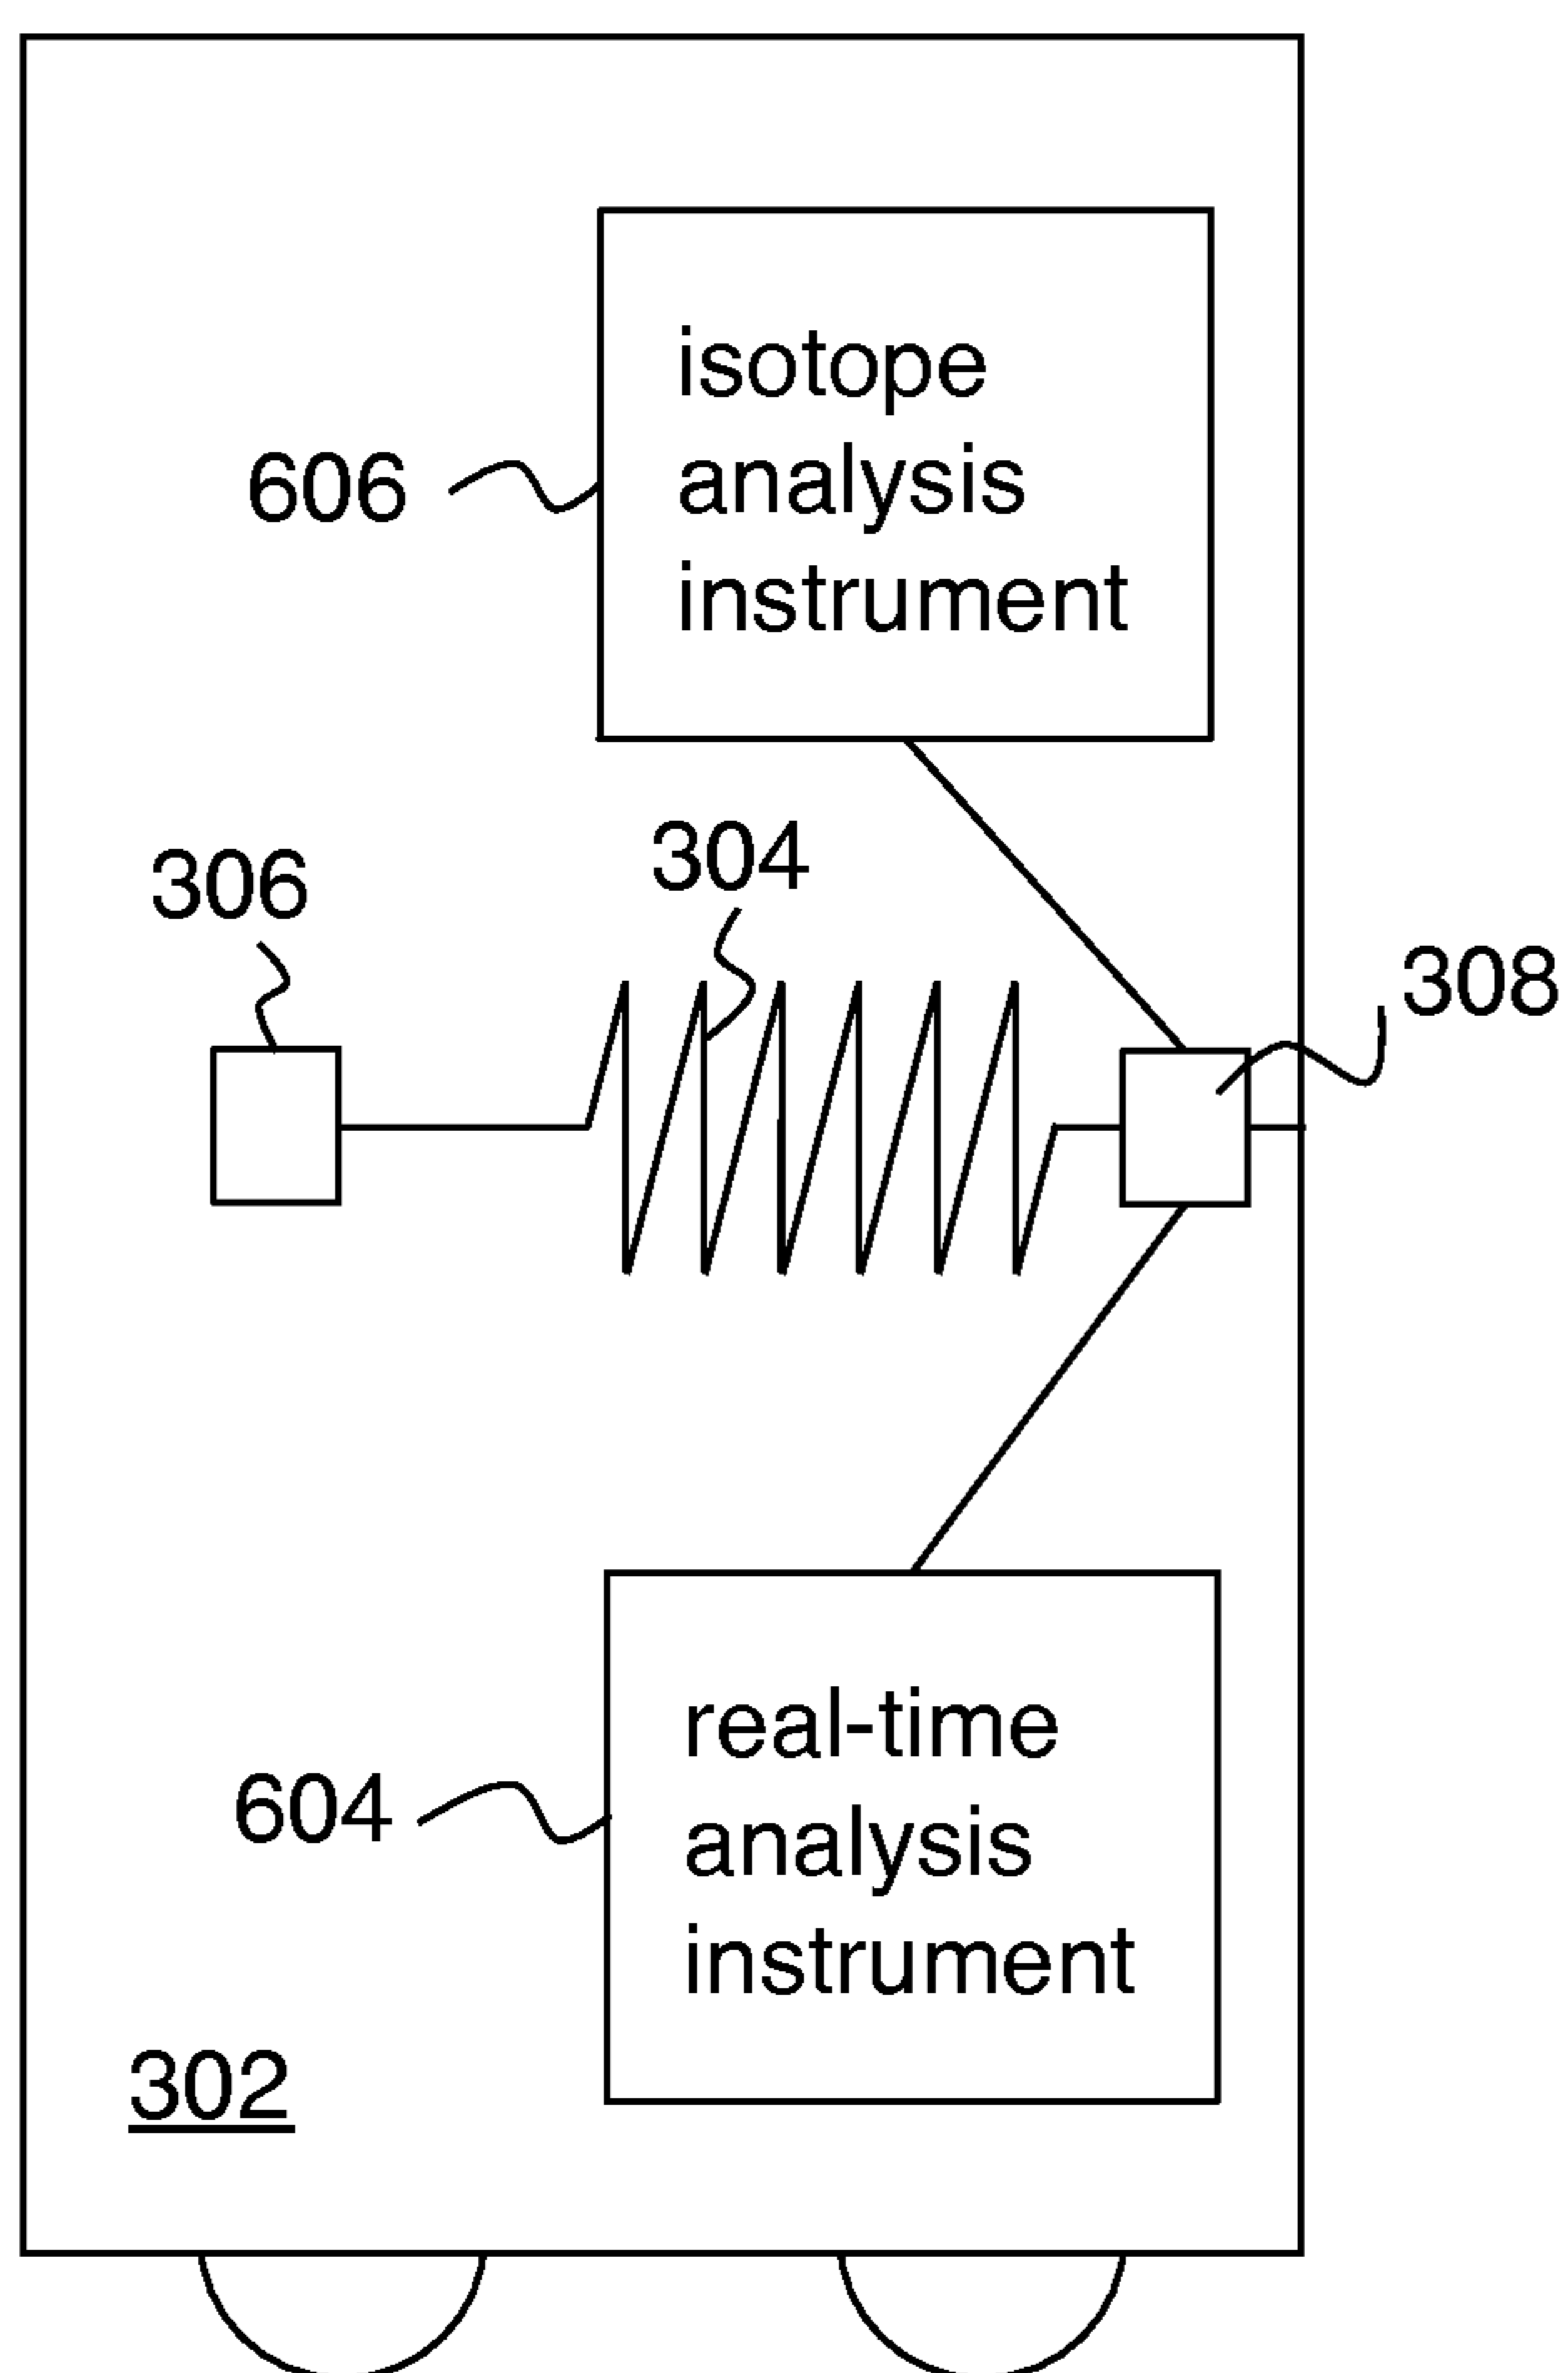 isotope
analysis
instrument
606
304
306
308
real-time
analysis
instrument
604
302